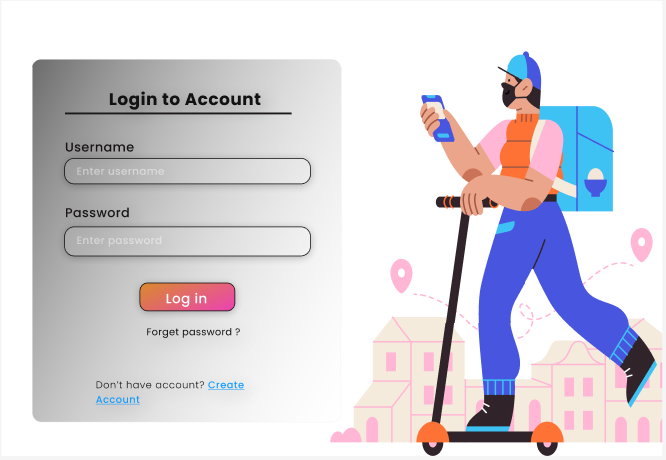 Login to Account
Username
Enter username
Password
Enter password
Log in
Forget password ?
Don't have account? Create
Account